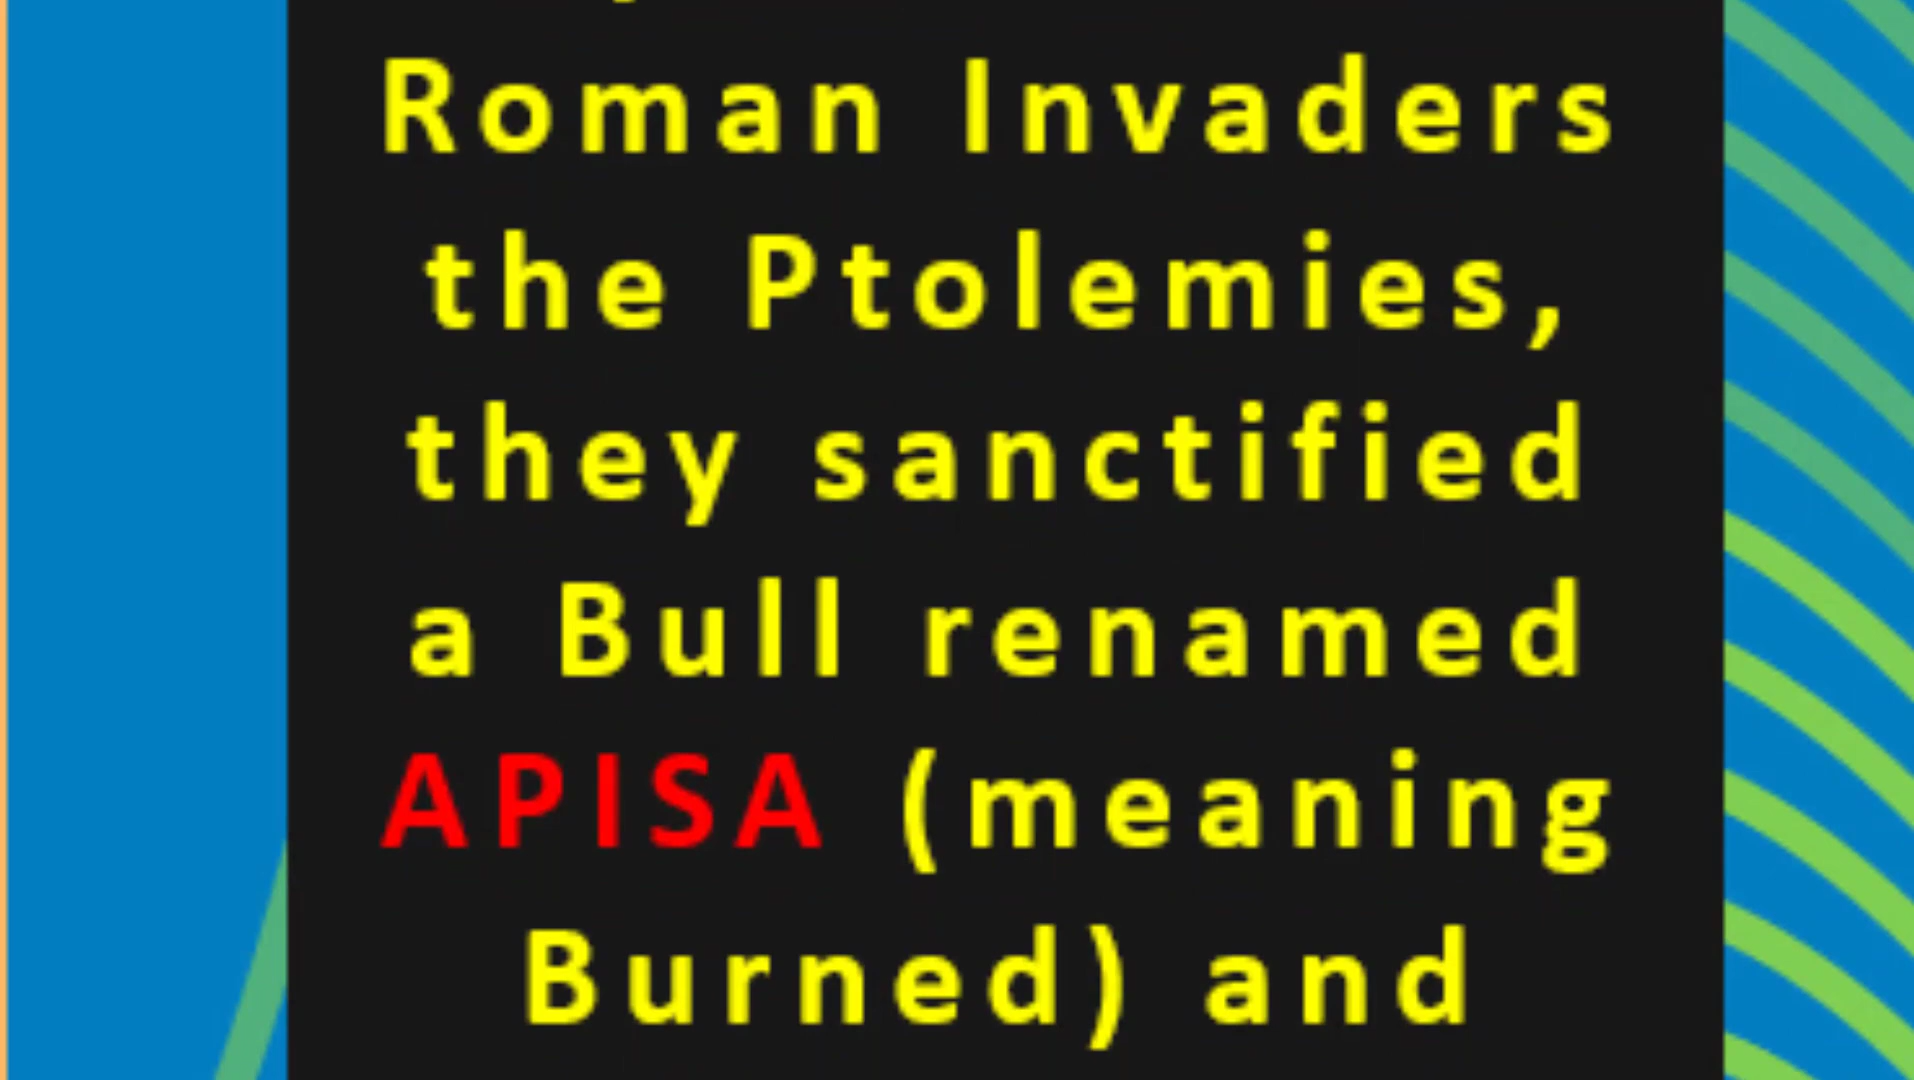 Roman Invaders
the Ptolemies,
they sanctified
a Bull renamed
APISA (meaning
Burned) and